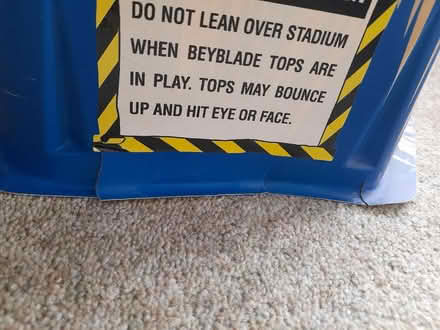 DO NOT LEAN OVER STADIUM
WHEN BEYBLADE TOPS ARE
IN PLAY. TOPS MAY BOUNCE
UP AND HIT EYE OR FACE.